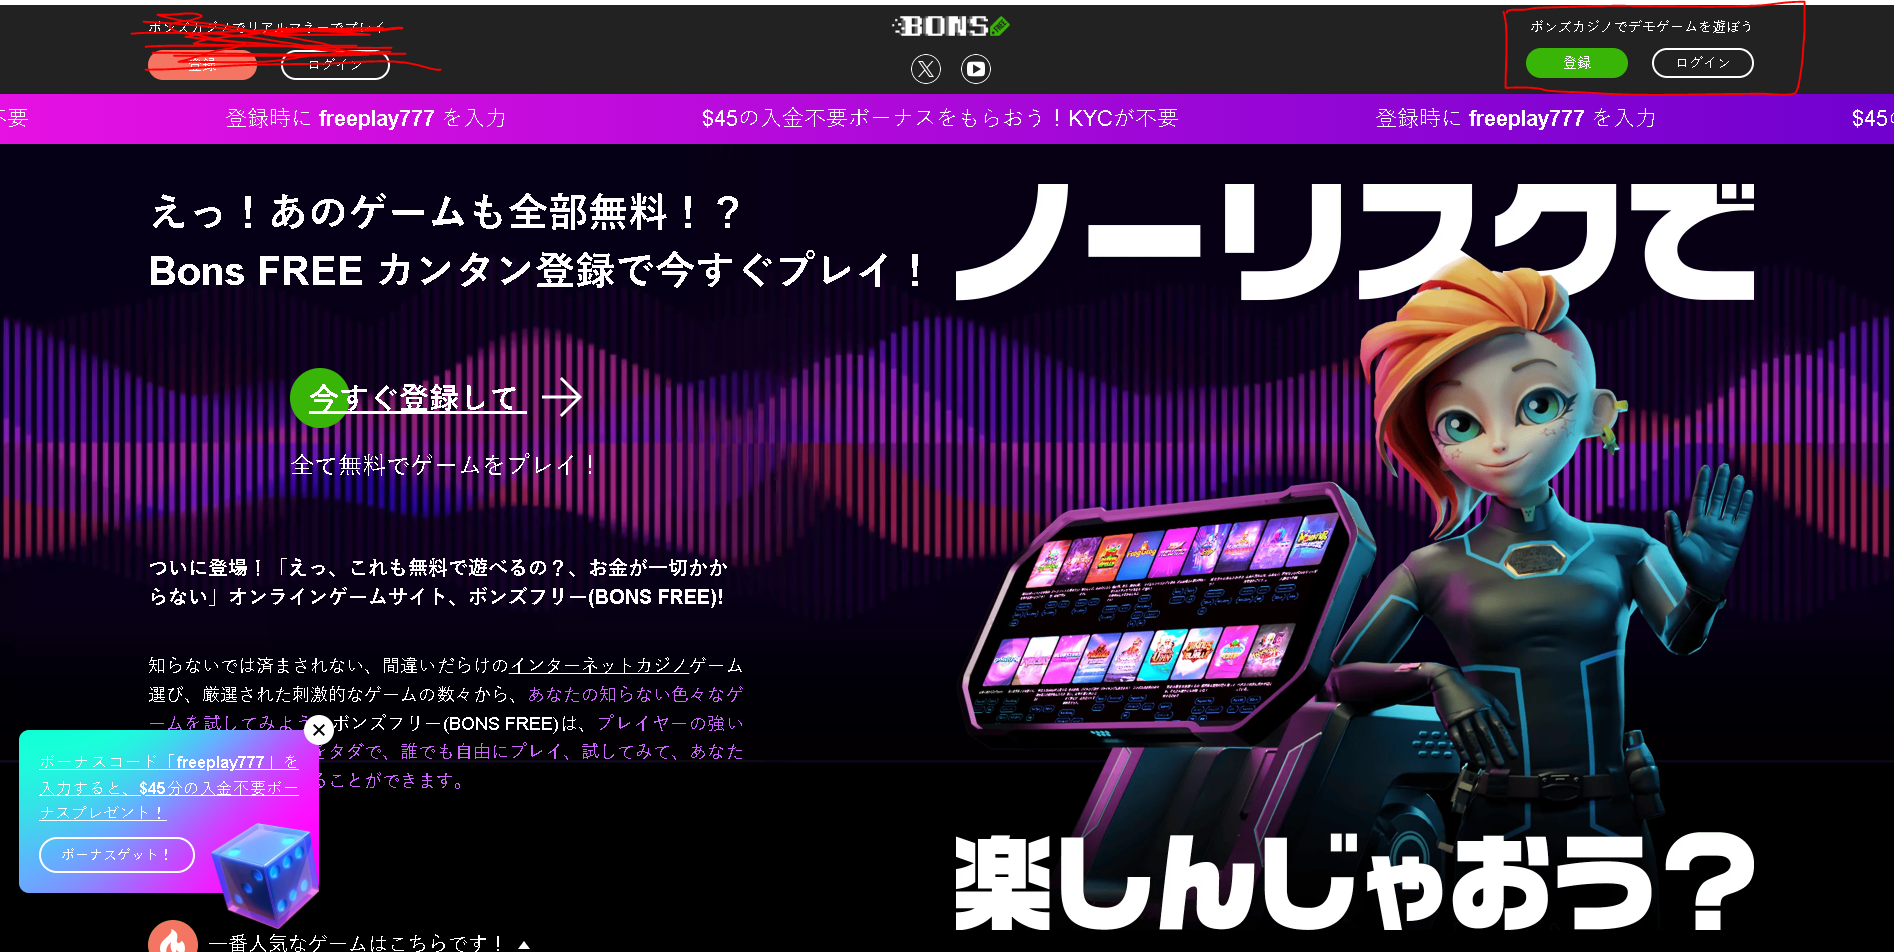 ボンズカジノでリアルマネーでプレイ
登録 ログイン
BONS
ボンズカジノでデモゲームを遊ぼう
登録 ログイン
不要 登録時に freeplay777 を入力 $45の入金不要ボーナスをもらおう！KYCが不要 登録時に freeplay777 を入力 $45の
えっ！あのゲームも全部無料！？
Bons FREE カンタン登録で今すぐプレイ！
今すぐ登録して
全て無料でゲームをプレイ！
ついに登場！「えっ、これも無料で遊べるの？、お金が一切かか
らない」オンラインゲームサイト、ボンズフリー(BONS FREE)!
知らないでは済まされない、間違いだらけのインターネットカジノゲーム
選び、厳選された刺激的なゲームの数々から、あなたの知らない色々なゲ
ームを試してみよう ボンズフリー(BONS FREE)は、プレイヤーの強い
をタダで、誰でも自由にプレイ、試してみて、あなた
ることができます。
ボーナスコード「freeplay777」を
入力すると、$45分の入金不要ボー
ナスプレゼント！
ボーナスゲット！
一番人気なゲームはこちらです！
ノーリスクで
楽しんじゃおう？